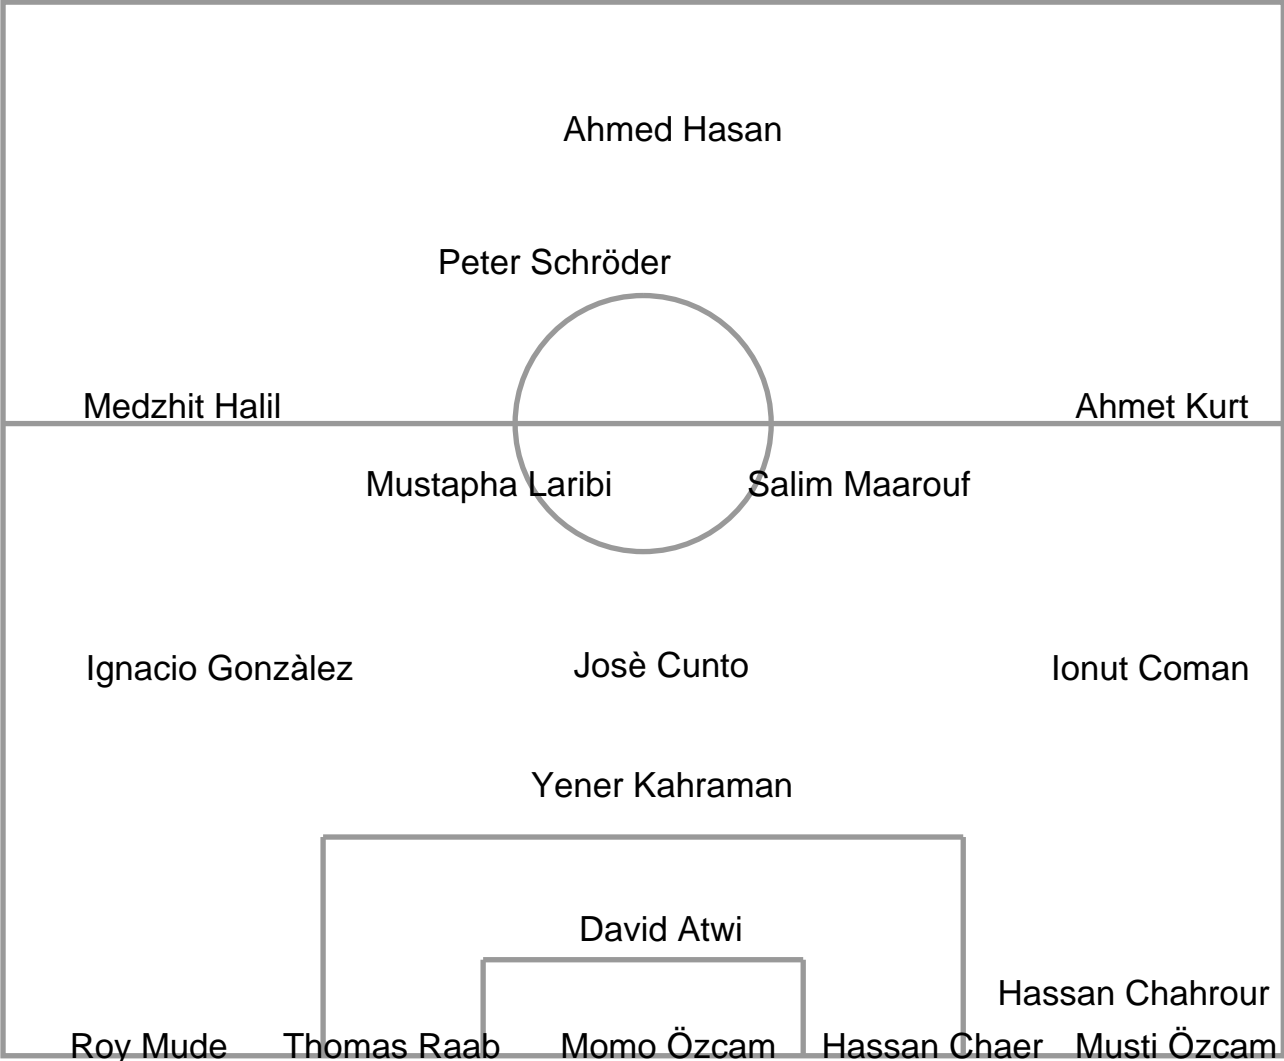 Ahmed Hasan
Peter Schröder
Medzhit Halil
Ahmet Kurt
Mustapha Laribi
Salim Maarouf
Ignacio Gonzàlez
Josè Cunto
Ionut Coman
Yener Kahraman
David Atwi
Hassan Chahrour
Roy Mude
Thomas Raab
Momo Özcam
Hassan Chaer
Musti Özcam